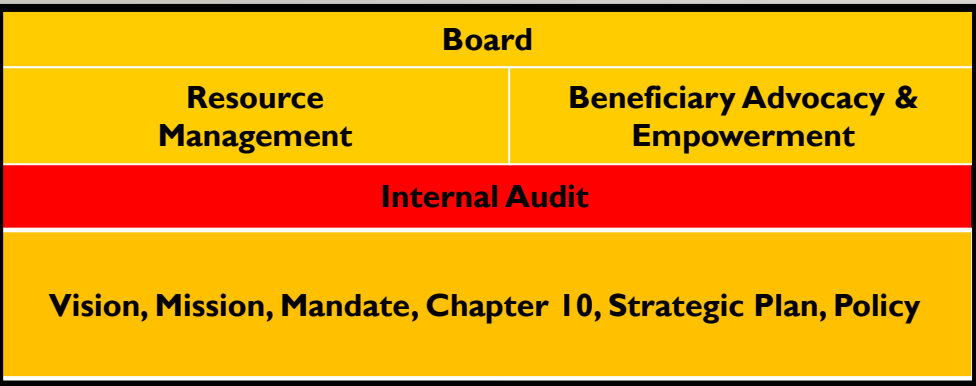 Board
Resource
Management
Beneficiary Advocacy &
Empowerment
Internal Audit
Vision, Mission, Mandate, Chapter 10, Strategic Plan, Policy